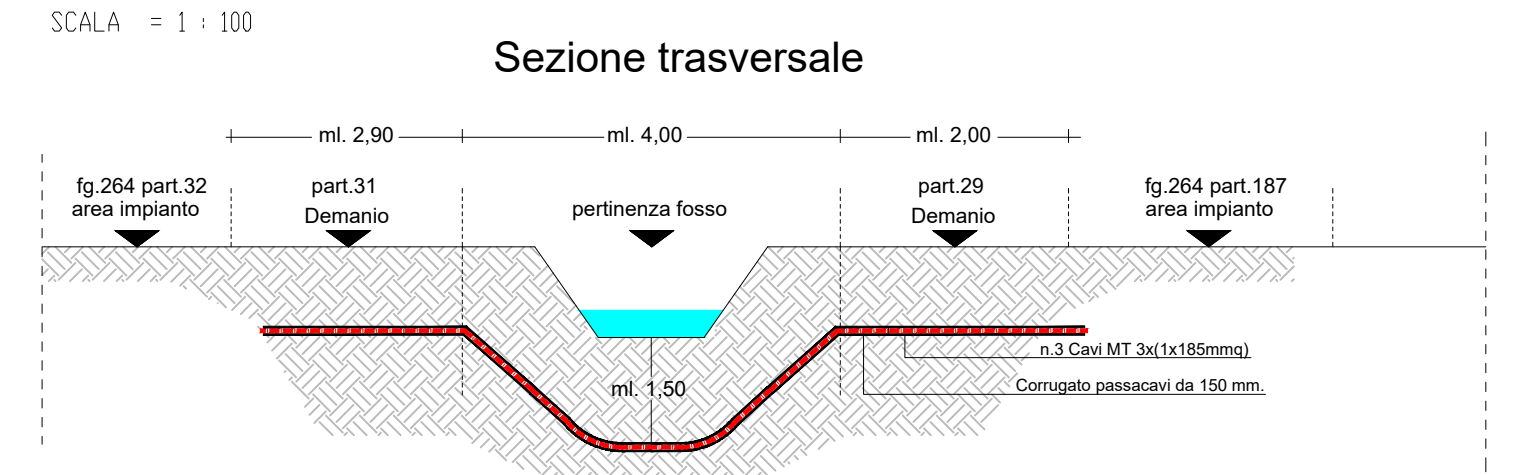 SCALA = 1 : 100
Sezione trasversale
ml. 2,90
ml. 4,00
ml. 2,00
fg.264 part.32
area impianto
part.31
Demanio
pertinenza fosso
part.29
Demanio
fg.264 part.187
area impianto
n.3 Cavi MT 3x(1x185mmq)
Corrugato passacavi da 150 mm.
ml. 1,50